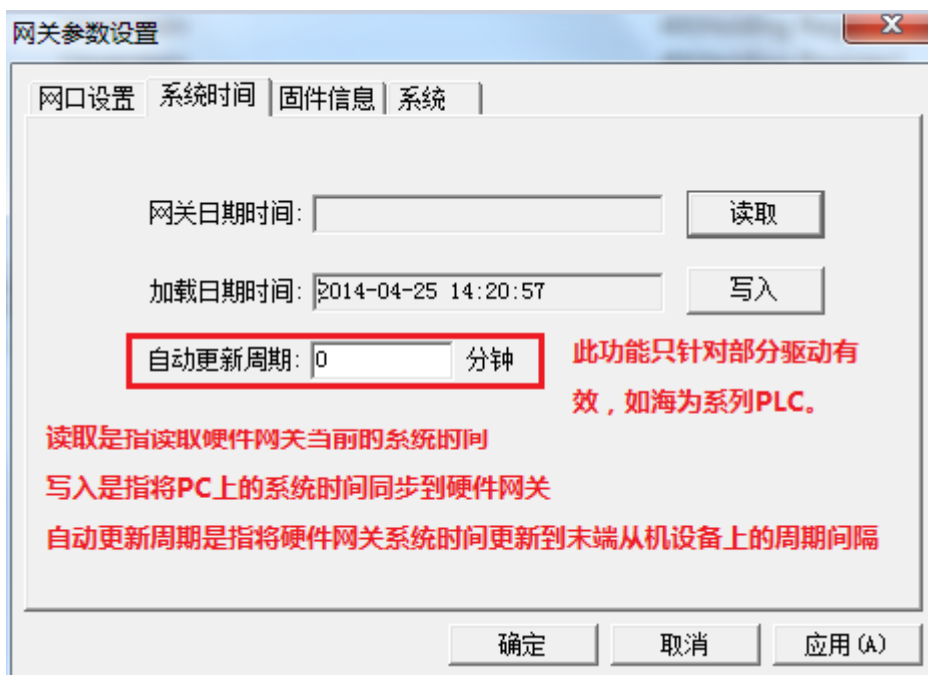 网关参数设置
网口设置 系统时间 固件信息 系统
网关日期时间: 读取
加载日期时间: 2014-04-25 14:20:57 写入
自动更新周期: 0 分钟
此功能只针对部分驱动有
效，如海为系列PLC。
读取是指读取硬件网关当前的系统时间
写入是指将PC上的系统时间同步到硬件网关
自动更新周期是指将硬件网关系统时间更新到末端从机设备上的周期间隔
确定 取消 应用(A)